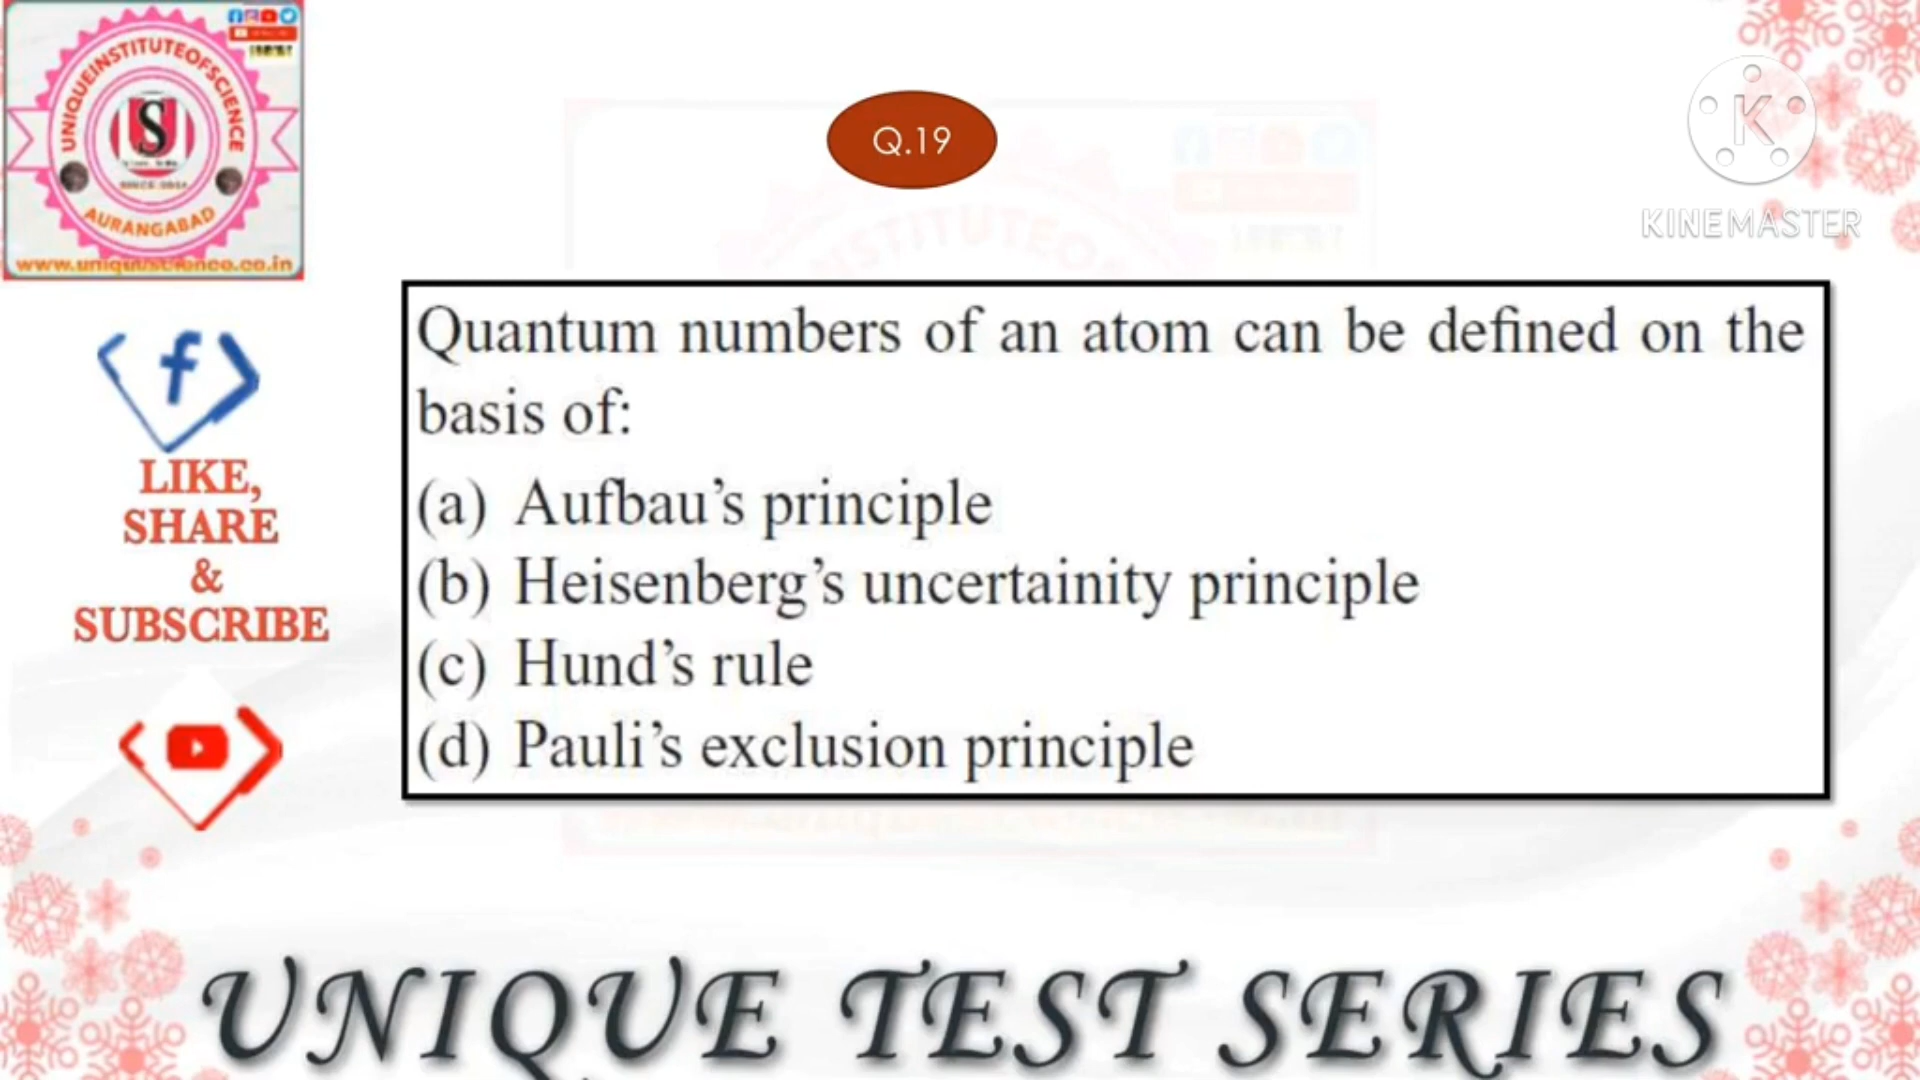 UNIQUEINSTITUTEOFSCIENCE
S
AURANGABAD
Q.19
K
KINEMASTER
Quantum numbers of an atom can be defined on the
basis of:
(a) Aufbau’s principle
(b) Heisenberg’s uncertainity principle
(c) Hund’s rule
(d) Pauli’s exclusion principle
LIKE,
SHARE
&
SUBSCRIBE
UNIQUE TEST SERIES